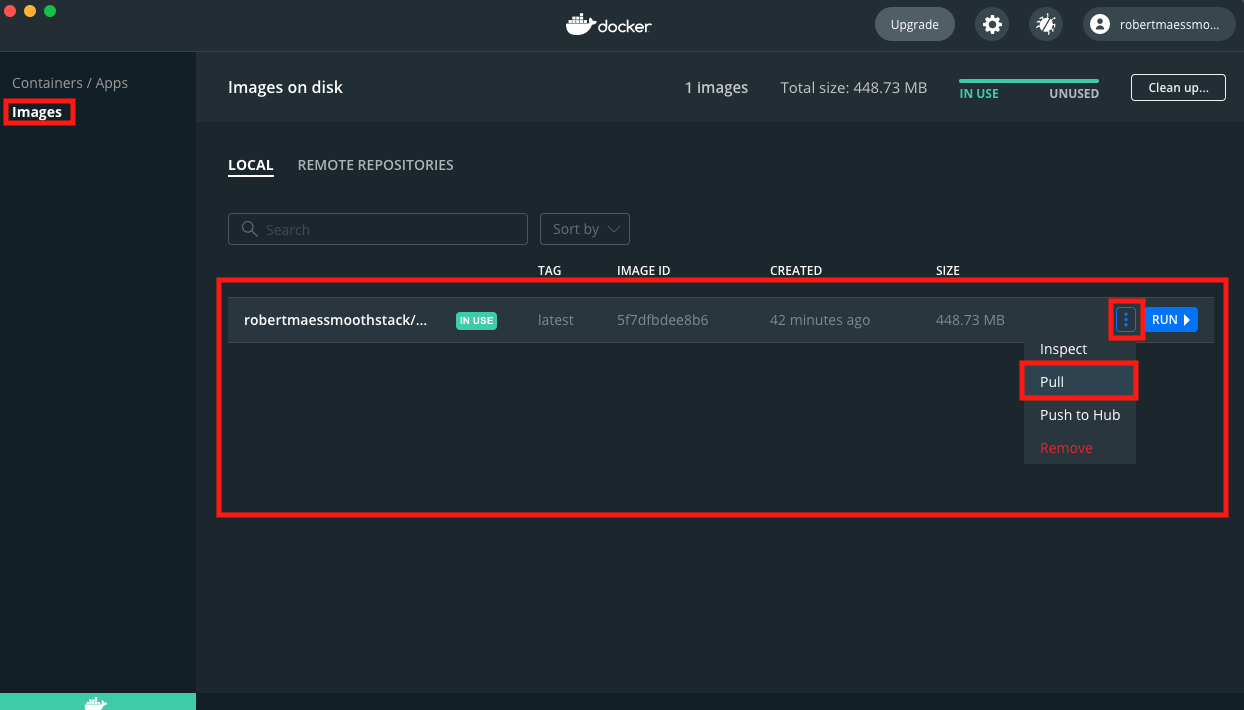 docker
Upgrade
robertmaessmo...
Containers / Apps
Images
Images on disk
1 images
Total size: 448.73 MB
IN USE
UNUSED
Clean up...
LOCAL
REMOTE REPOSITORIES
Search
Sort by
TAG
IMAGE ID
CREATED
SIZE
robertmaessmoothstack/...
IN USE
latest
5f7dfbdee8b6
42 minutes ago
448.73 MB
RUN
Inspect
Pull
Push to Hub
Remove